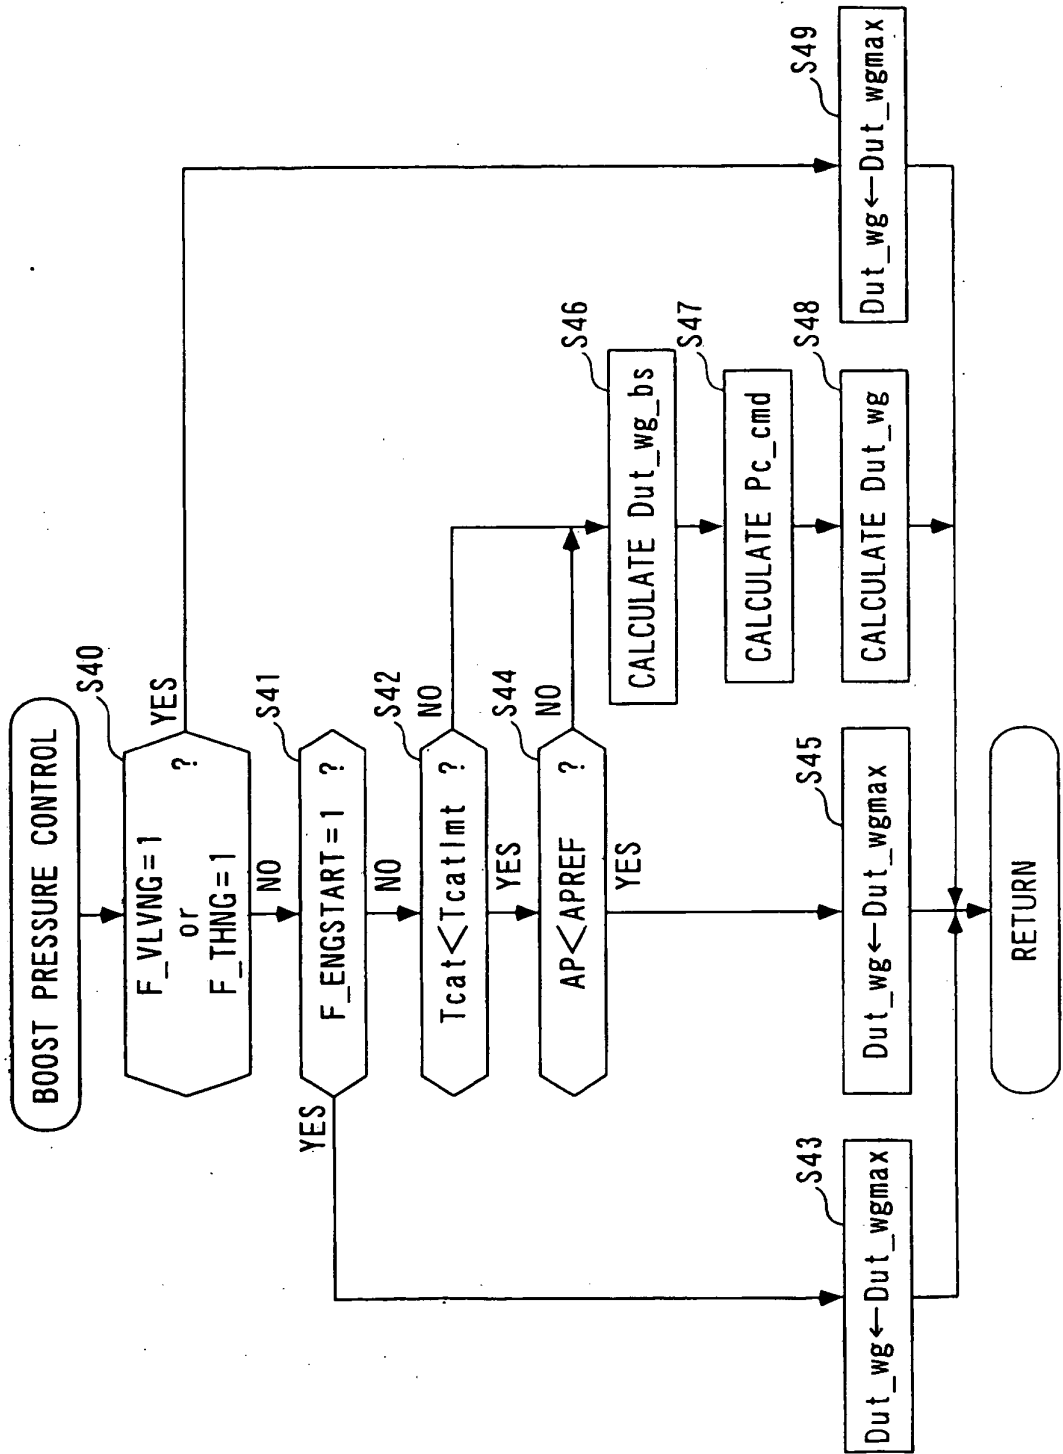 BOOST PRESSURE CONTROL
S40
F_VLVNG=1
or
F_THNG=1
?
YES
NO
S41
F_ENGSTART=1 ?
YES
NO
S42
Tcat<Tcatlmt ?
NO
YES
S44
AP<APREF ?
NO
YES
S46
CALCULATE Dut_wg_bs
S47
CALCULATE Pc_cmd
S43
Dut_wg←Dut_wgmax
S45
Dut_wg←Dut_wgmax
S48
CALCULATE Dut_wg
S49
Dut_wg←Dut_wgmax
RETURN